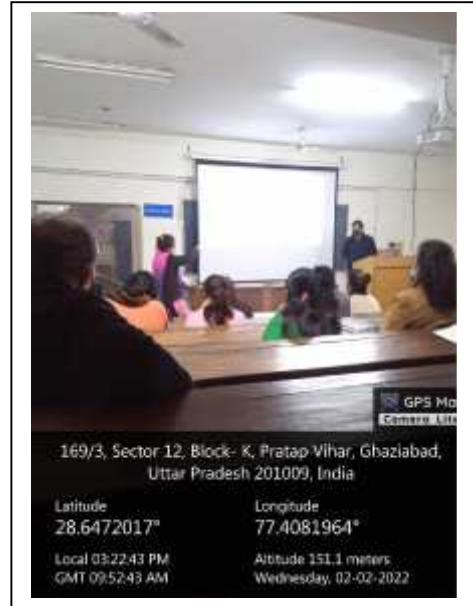 GPS Ma
Camera Lite
169/3, Sector 12, Block- K, Pratap Vihar, Ghaziabad,
Uttar Pradesh 201009, India
Latitude
28.6472017°
Longitude
77.4081964°
Local 03:22:43 PM
GMT 09:52:43 AM
Altitude 151.1 meters
Wednesday, 02-02-2022